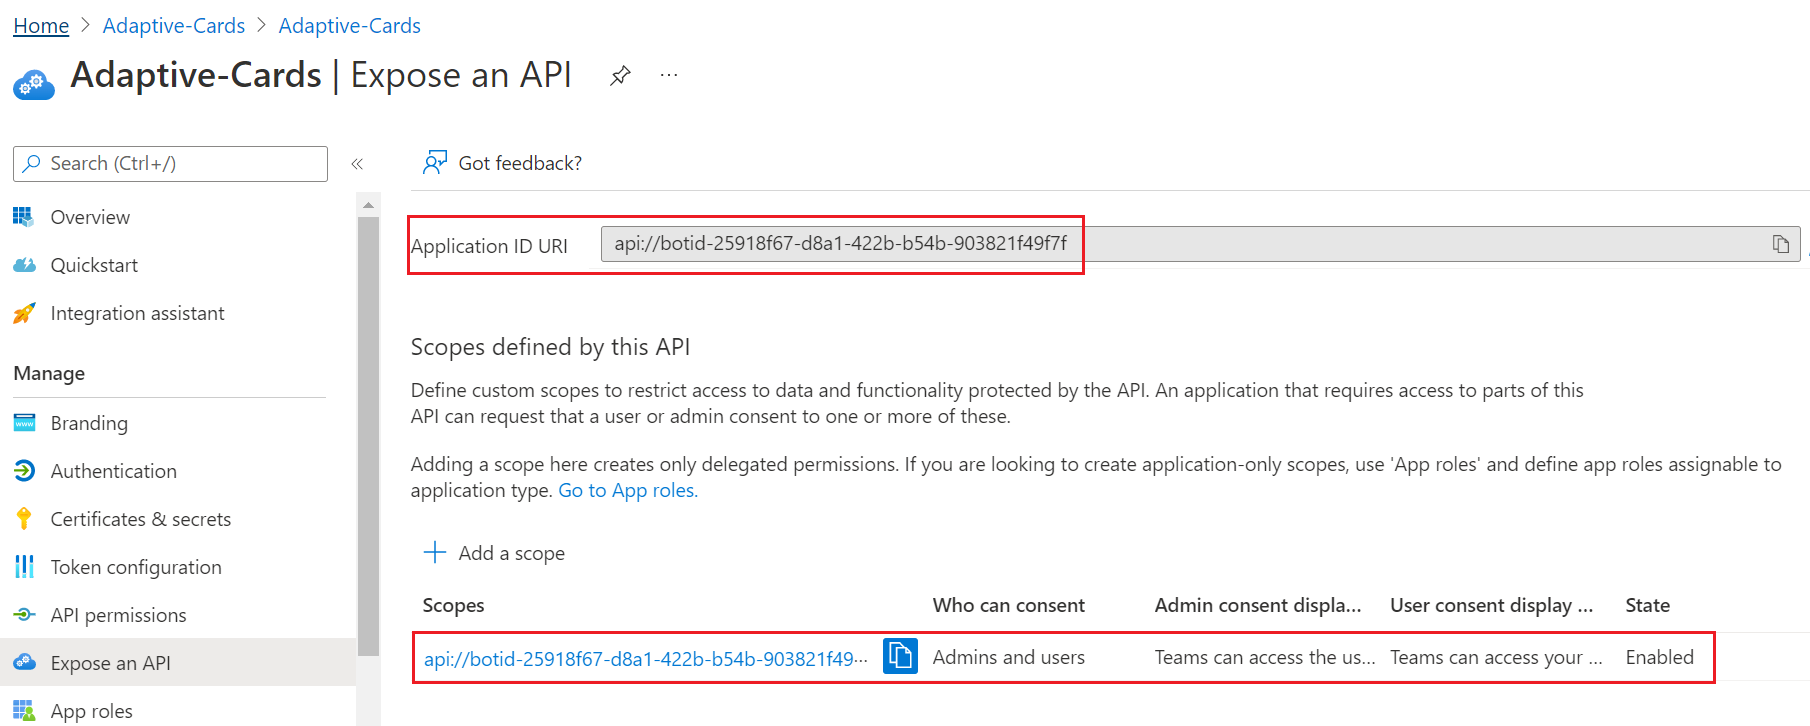 Home > Adaptive-Cards > Adaptive-Cards
Adaptive-Cards | Expose an API
Search (Ctrl+/)
«
Got feedback?
Overview
Quickstart
Integration assistant
Manage
Branding
Authentication
Certificates & secrets
Token configuration
API permissions
Expose an API
App roles
Application ID URI api://botid-25918f67-d8a1-422b-b54b-903821f49f7f
Scopes defined by this API
Define custom scopes to restrict access to data and functionality protected by the API. An application that requires access to parts of this
API can request that a user or admin consent to one or more of these.
Adding a scope here creates only delegated permissions. If you are looking to create application-only scopes, use 'App roles' and define app roles assignable to
application type. Go to App roles.
Add a scope
Scopes Who can consent Admin consent displa... User consent display ... State
api://botid-25918f67-d8a1-422b-b54b-903821f49... Admins and users Teams can access the us... Teams can access your ... Enabled